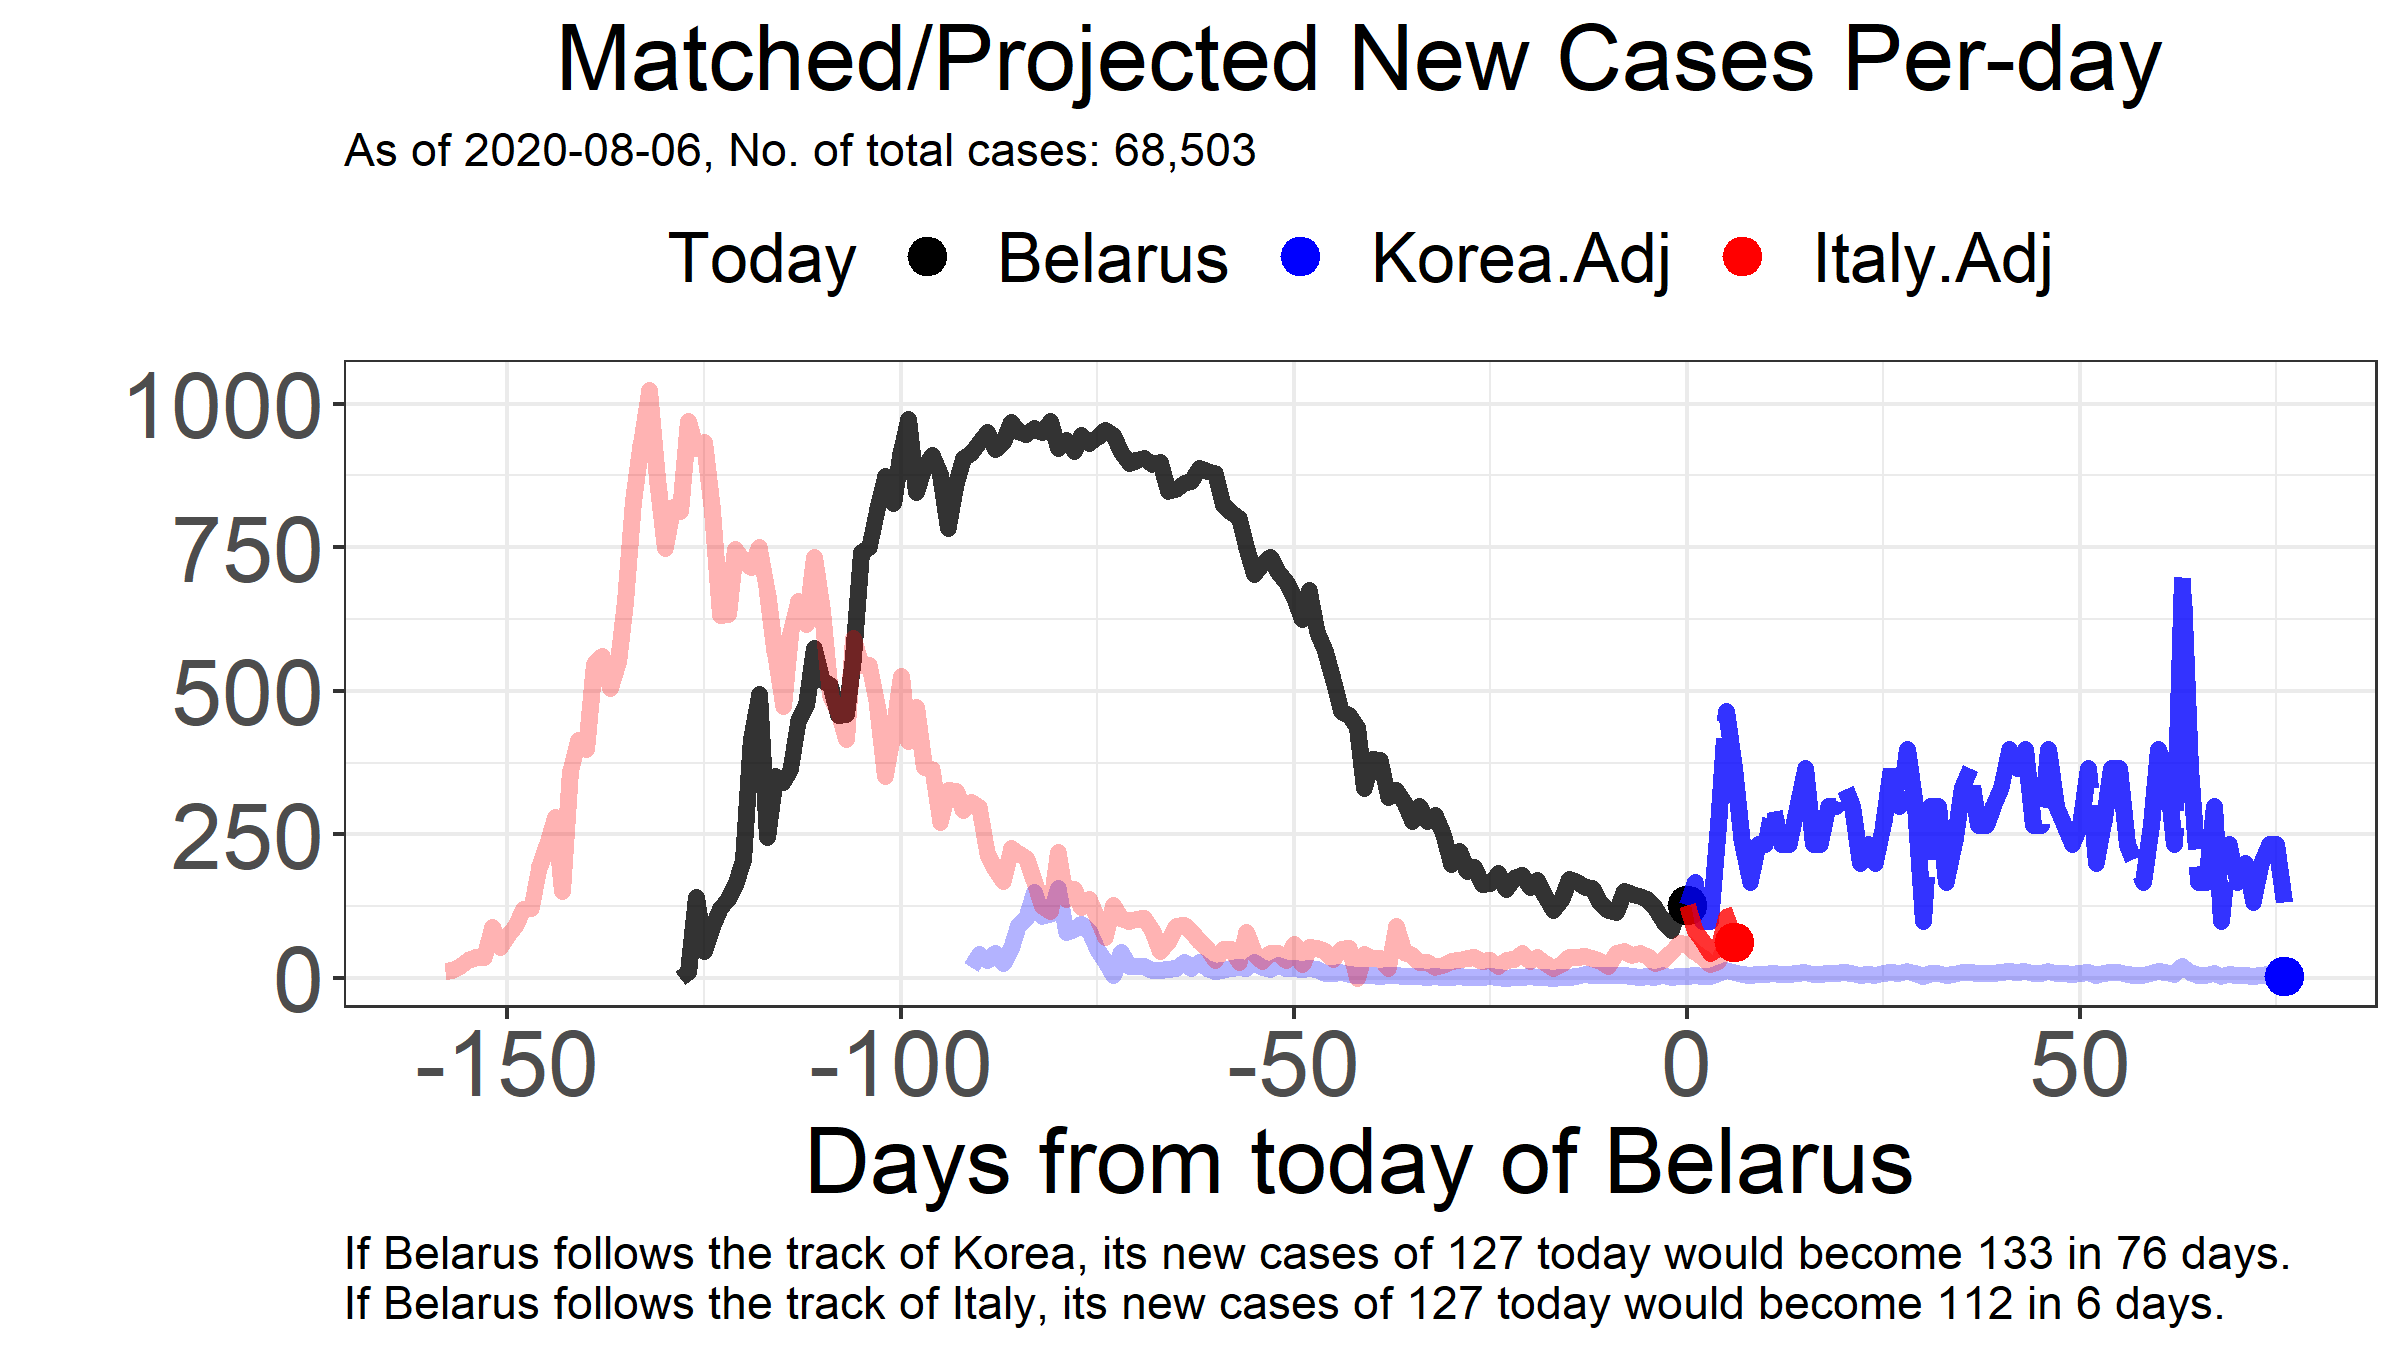 Matched/Projected New Cases Per-day
As of 2020-08-06, No. of total cases: 68,503
Today Belarus Korea.Adj Italy.Adj
1000
750
500
250
0
-150 -100 -50 0 50
Days from today of Belarus
If Belarus follows the track of Korea, its new cases of 127 today would become 133 in 76 days.
If Belarus follows the track of Italy, its new cases of 127 today would become 112 in 6 days.